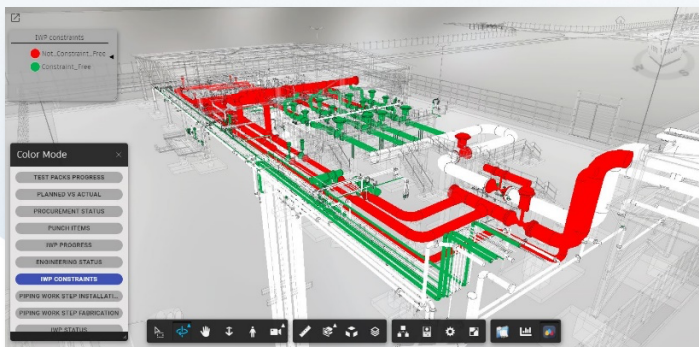 IWP constraints
Not_Constraint_Free
Constraint_Free
Color Mode
TEST PACKS PROGRESS
PLANNED VS ACTUAL
PROCUREMENT STATUS
PUNCH ITEMS
IWP PROGRESS
ENGINEERING STATUS
IWP CONSTRAINTS
PIPING WORK STEP INSTALLATI...
PIPING WORK STEP FABRICATION
IWP STATUS